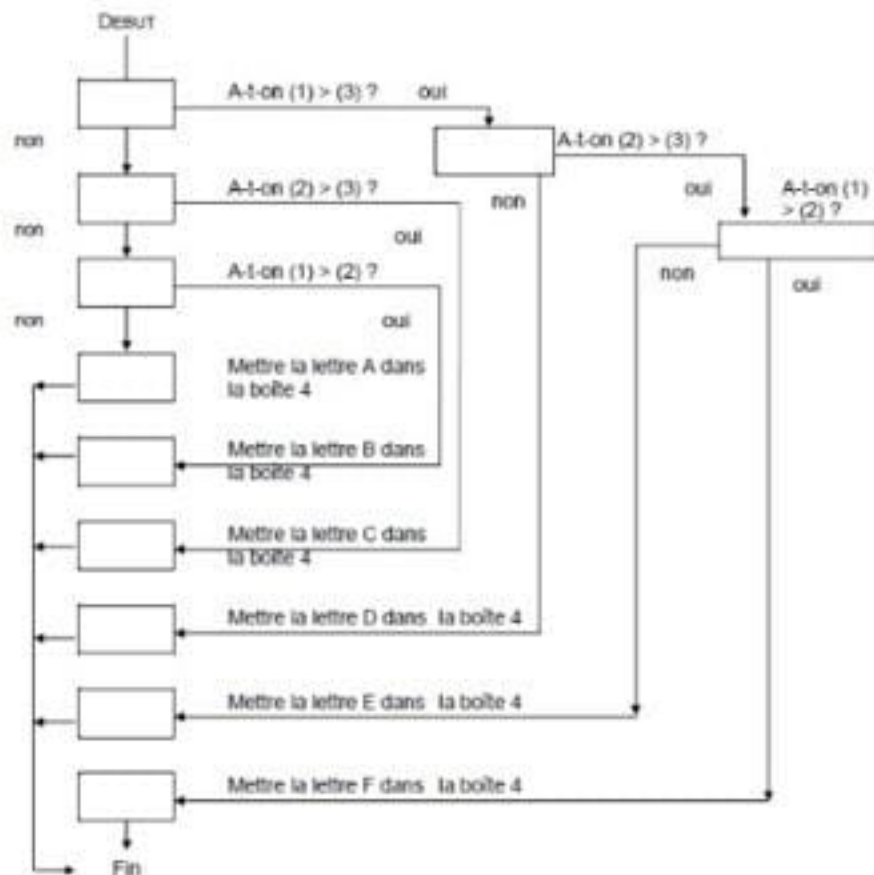 DEBUT
A-t-on (1) > (3) ? oui
non
A-t-on (2) > (3) ?
A-t-on (2) > (3) ?
non
oui
A-t-on (1)
> (2) ?
non
oui
A-t-on (1) > (2) ?
non
oui
non
oui
Mettre la lettre A dans
la boîte 4
Mettre la lettre B dans
la boîte 4
Mettre la lettre C dans
la boîte 4
Mettre la lettre D dans la boîte 4
Mettre la lettre E dans la boîte 4
Mettre la lettre F dans la boîte 4
Fin